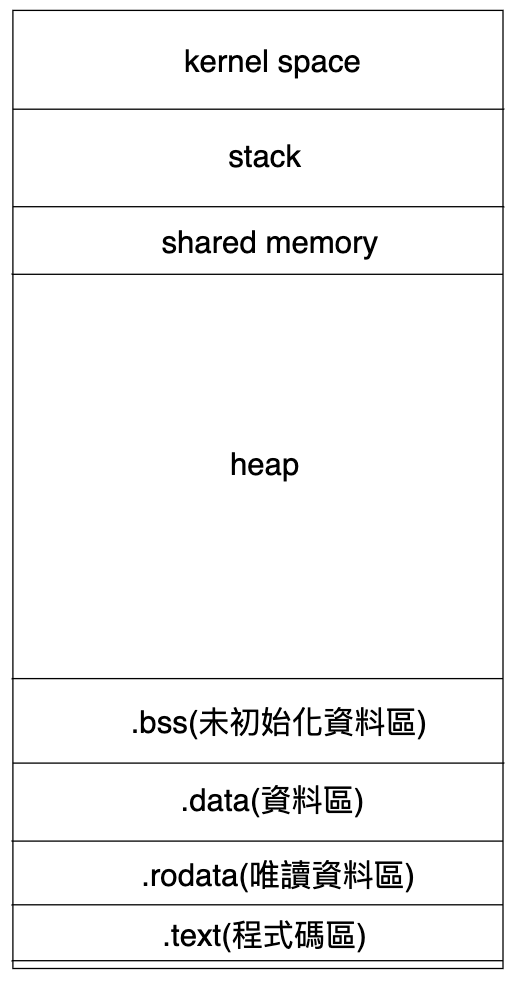 kernel space
stack
shared memory
heap
.bss(未初始化資料區)
.data(資料區)
.rodata(唯讀資料區)
.text(程式碼區)